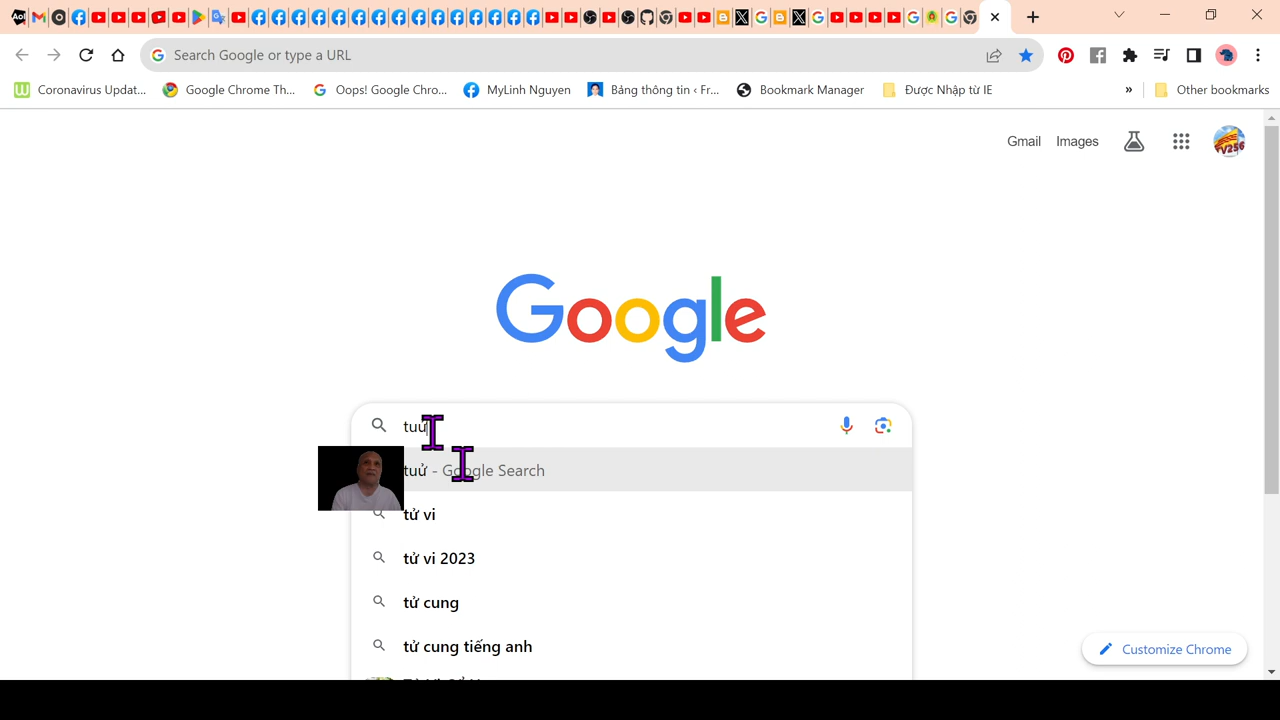 Search Google or type a URL
Coronavirus Updat...
Google Chrome Th...
Oops! Google Chro...
MyLinh Nguyen
Bảng thông tin ‹ Fr...
Bookmark Manager
Được Nhập từ IE
»
Other bookmarks
Gmail
Images
TV256
Google
tuử
tuử - Google Search
tử vi
tử vi 2023
tử cung
tử cung tiếng anh
Customize Chrome